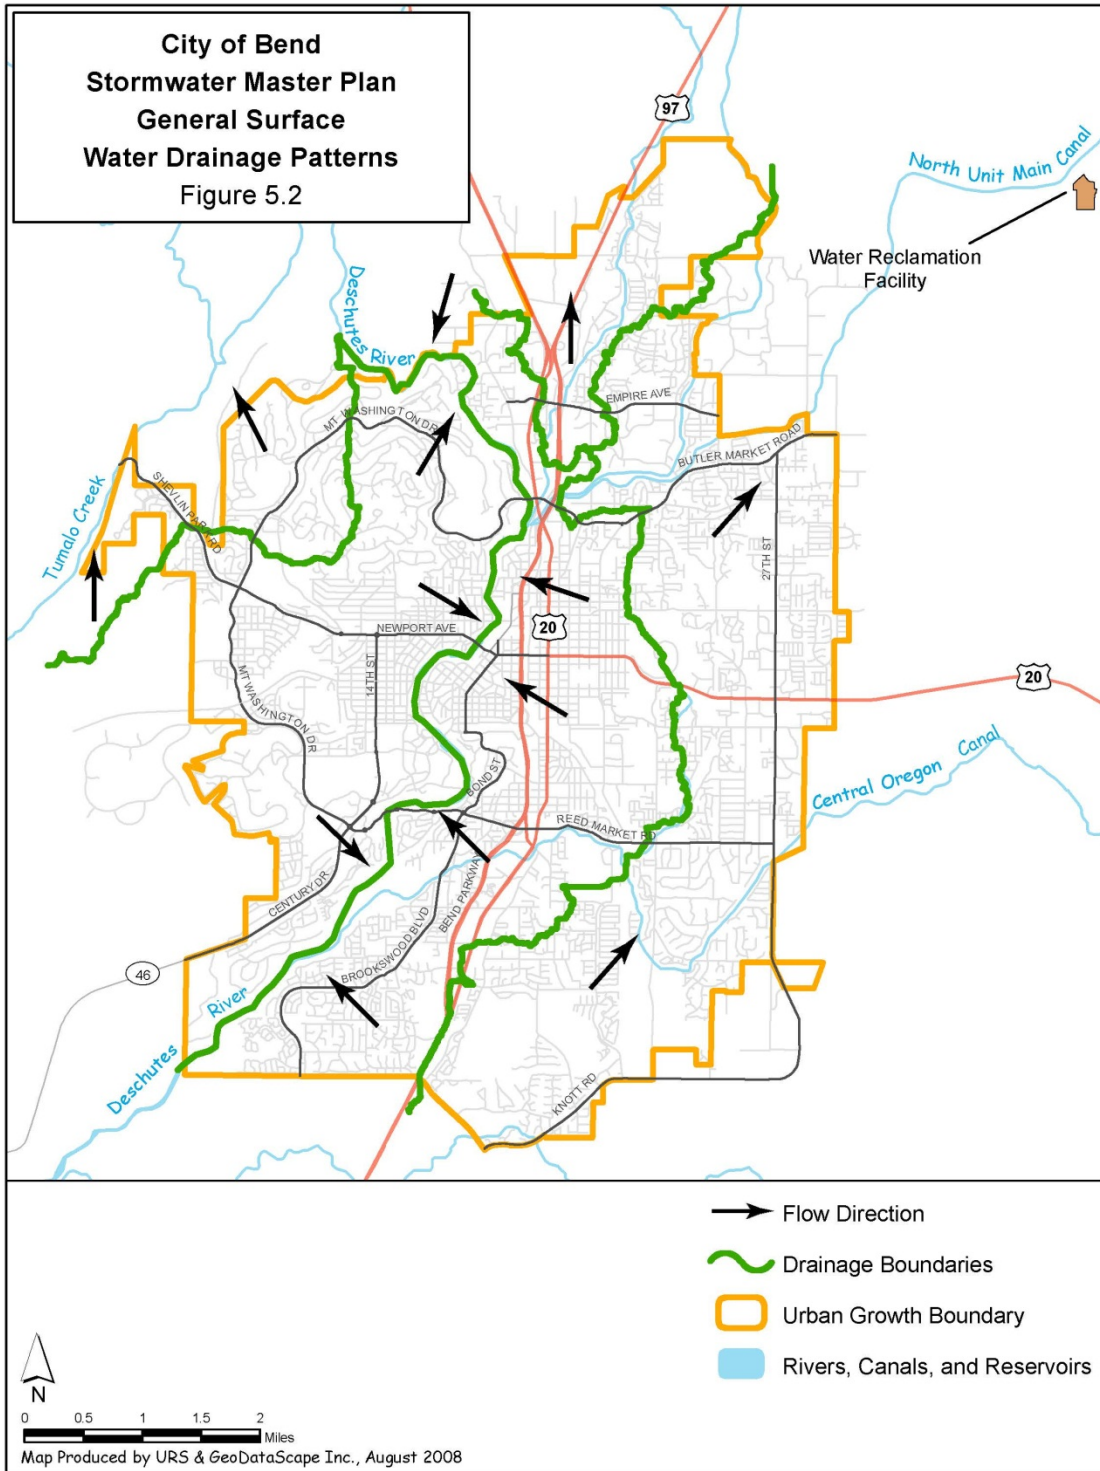 City of Bend
Stormwater Master Plan
General Surface
Water Drainage Patterns
Figure 5.2
97
North Unit Main Canal
Water Reclamation
Facility
Deschutes
River
EMPIRE AVE
MT WASHINGTON DR
BUTLER MARKET ROAD
SHEVLIN PARK RD
Tumalo Creek
27TH ST
20
NEWPORT AVE
14TH ST
MT WASHINGTON DR
20
Central Oregon Canal
BOND ST
REED MARKET RD
CENTURY DR
BEND PARKWAY
BROOKSWOOD BLVD
46
Deschutes River
KNOTT RD
Flow Direction
Drainage Boundaries
Urban Growth Boundary
Rivers, Canals, and Reservoirs
N
0 0.5 1 1.5 2
Miles
Map Produced by URS & GeoDataScape Inc., August 2008